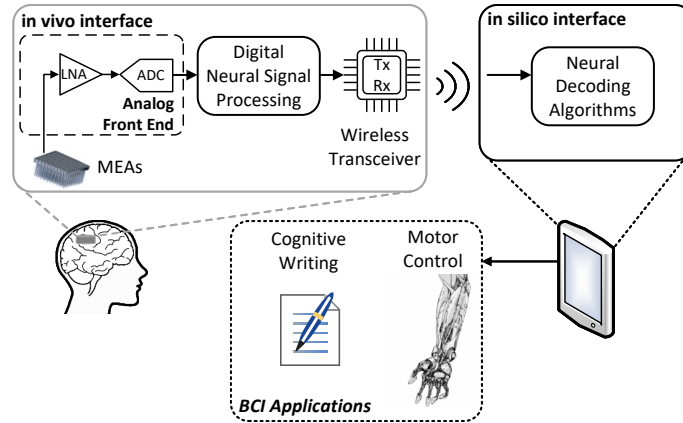 in vivo interface
LNA
ADC
Analog
Front End
MEAs
Digital
Neural Signal
Processing
Tx
Rx
Wireless
Transceiver
in silico interface
Neural
Decoding
Algorithms
Cognitive
Writing
Motor
Control
BCI Applications